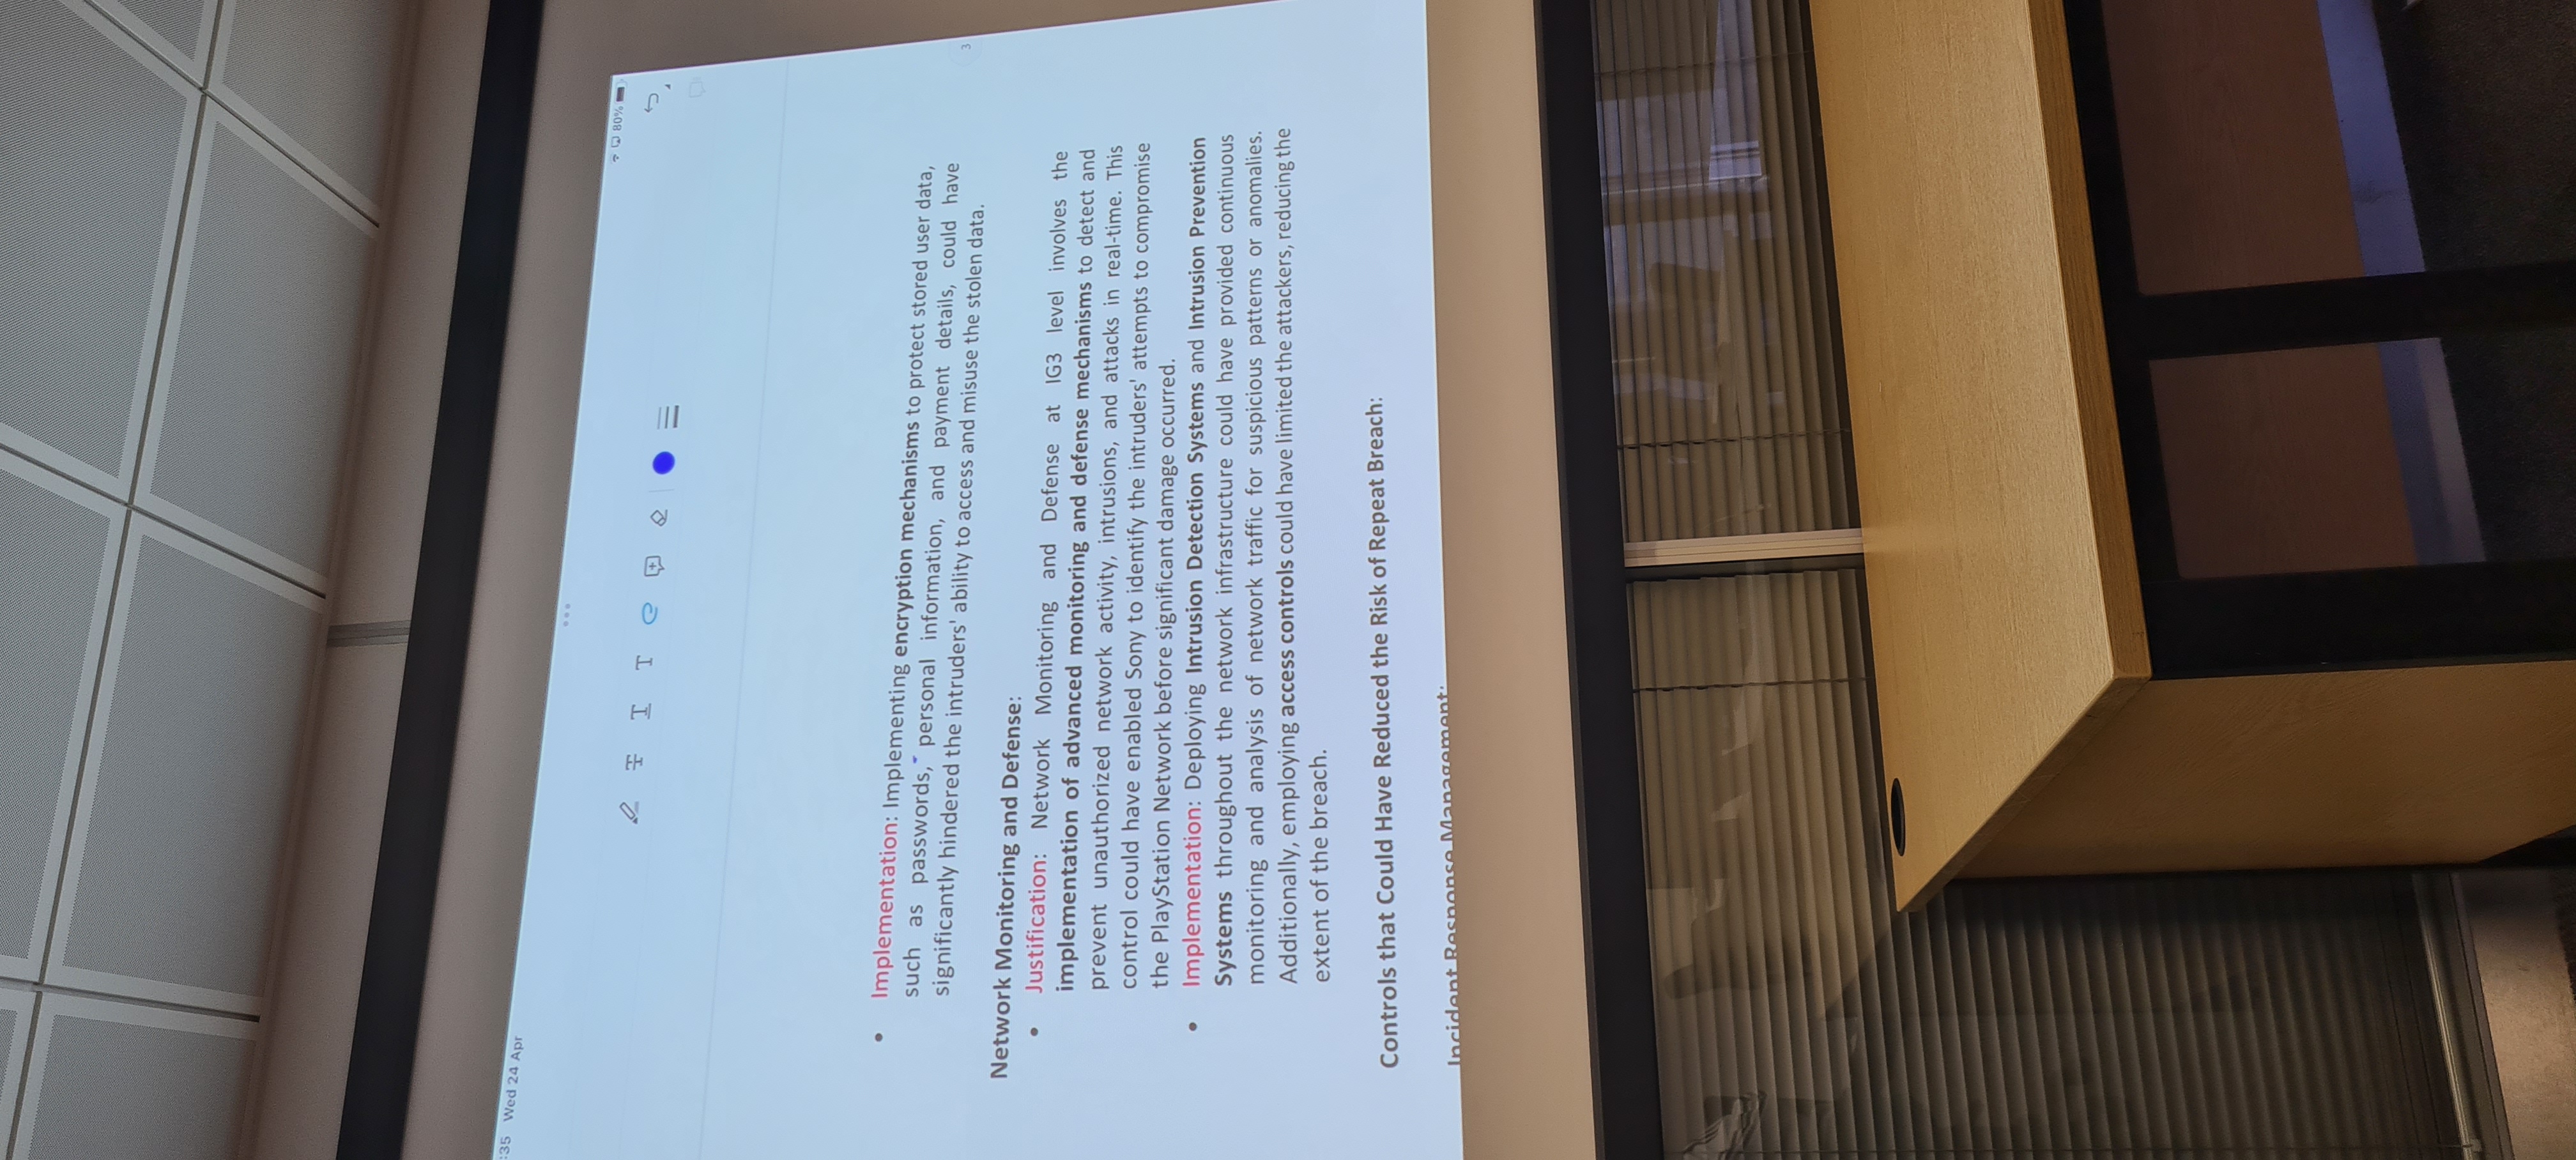 :35 Wed 24 Apr
80%
T T T
• Implementation: Implementing encryption mechanisms to protect stored user data,
such as passwords, personal information, and payment details, could have
significantly hindered the intruders' ability to access and misuse the stolen data.
3
Network Monitoring and Defense:
• Justification: Network Monitoring and Defense at IG3 level involves the
implementation of advanced monitoring and defense mechanisms to detect and
prevent unauthorized network activity, intrusions, and attacks in real-time. This
control could have enabled Sony to identify the intruders' attempts to compromise
the PlayStation Network before significant damage occurred.
• Implementation: Deploying Intrusion Detection Systems and Intrusion Prevention
Systems throughout the network infrastructure could have provided continuous
monitoring and analysis of network traffic for suspicious patterns or anomalies.
Additionally, employing access controls could have limited the attackers, reducing the
extent of the breach.
Controls that Could Have Reduced the Risk of Repeat Breach:
Incident Response Management: